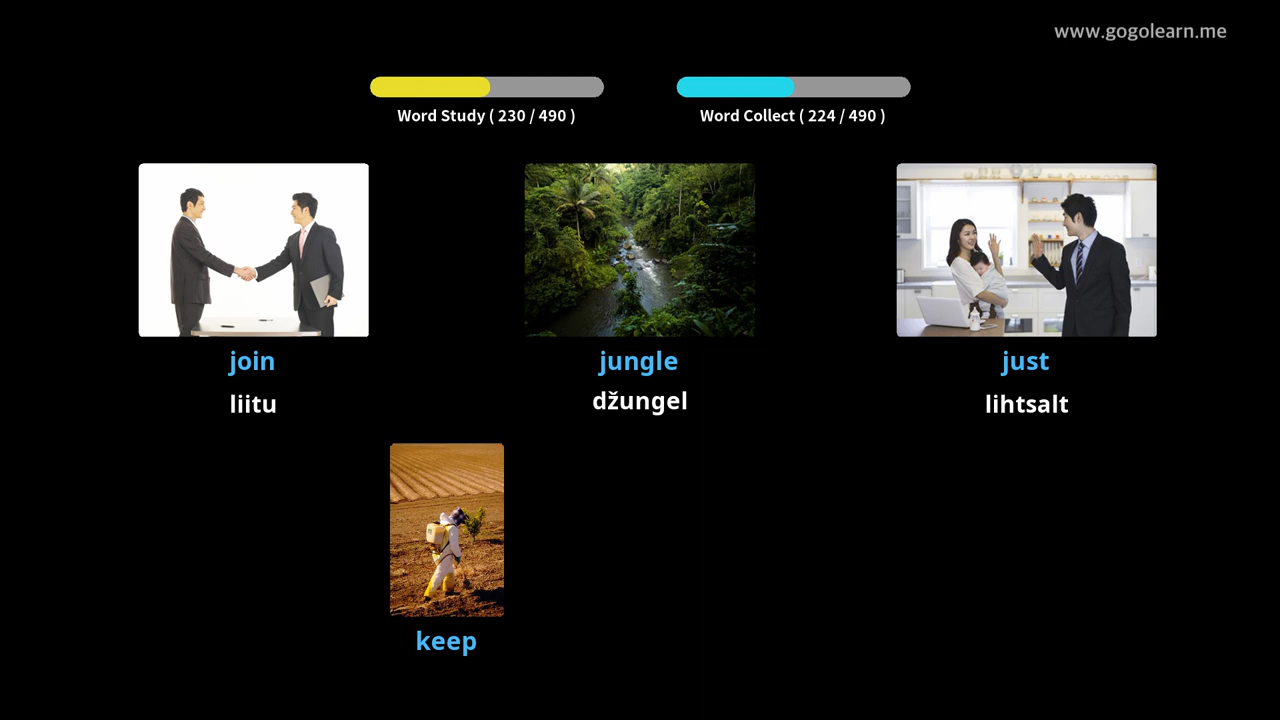 www.gogolearn.me
Word Study ( 230 / 490 )
Word Collect ( 224 / 490 )
join
jungle
just
liitu
džungel
lihtsalt
keep